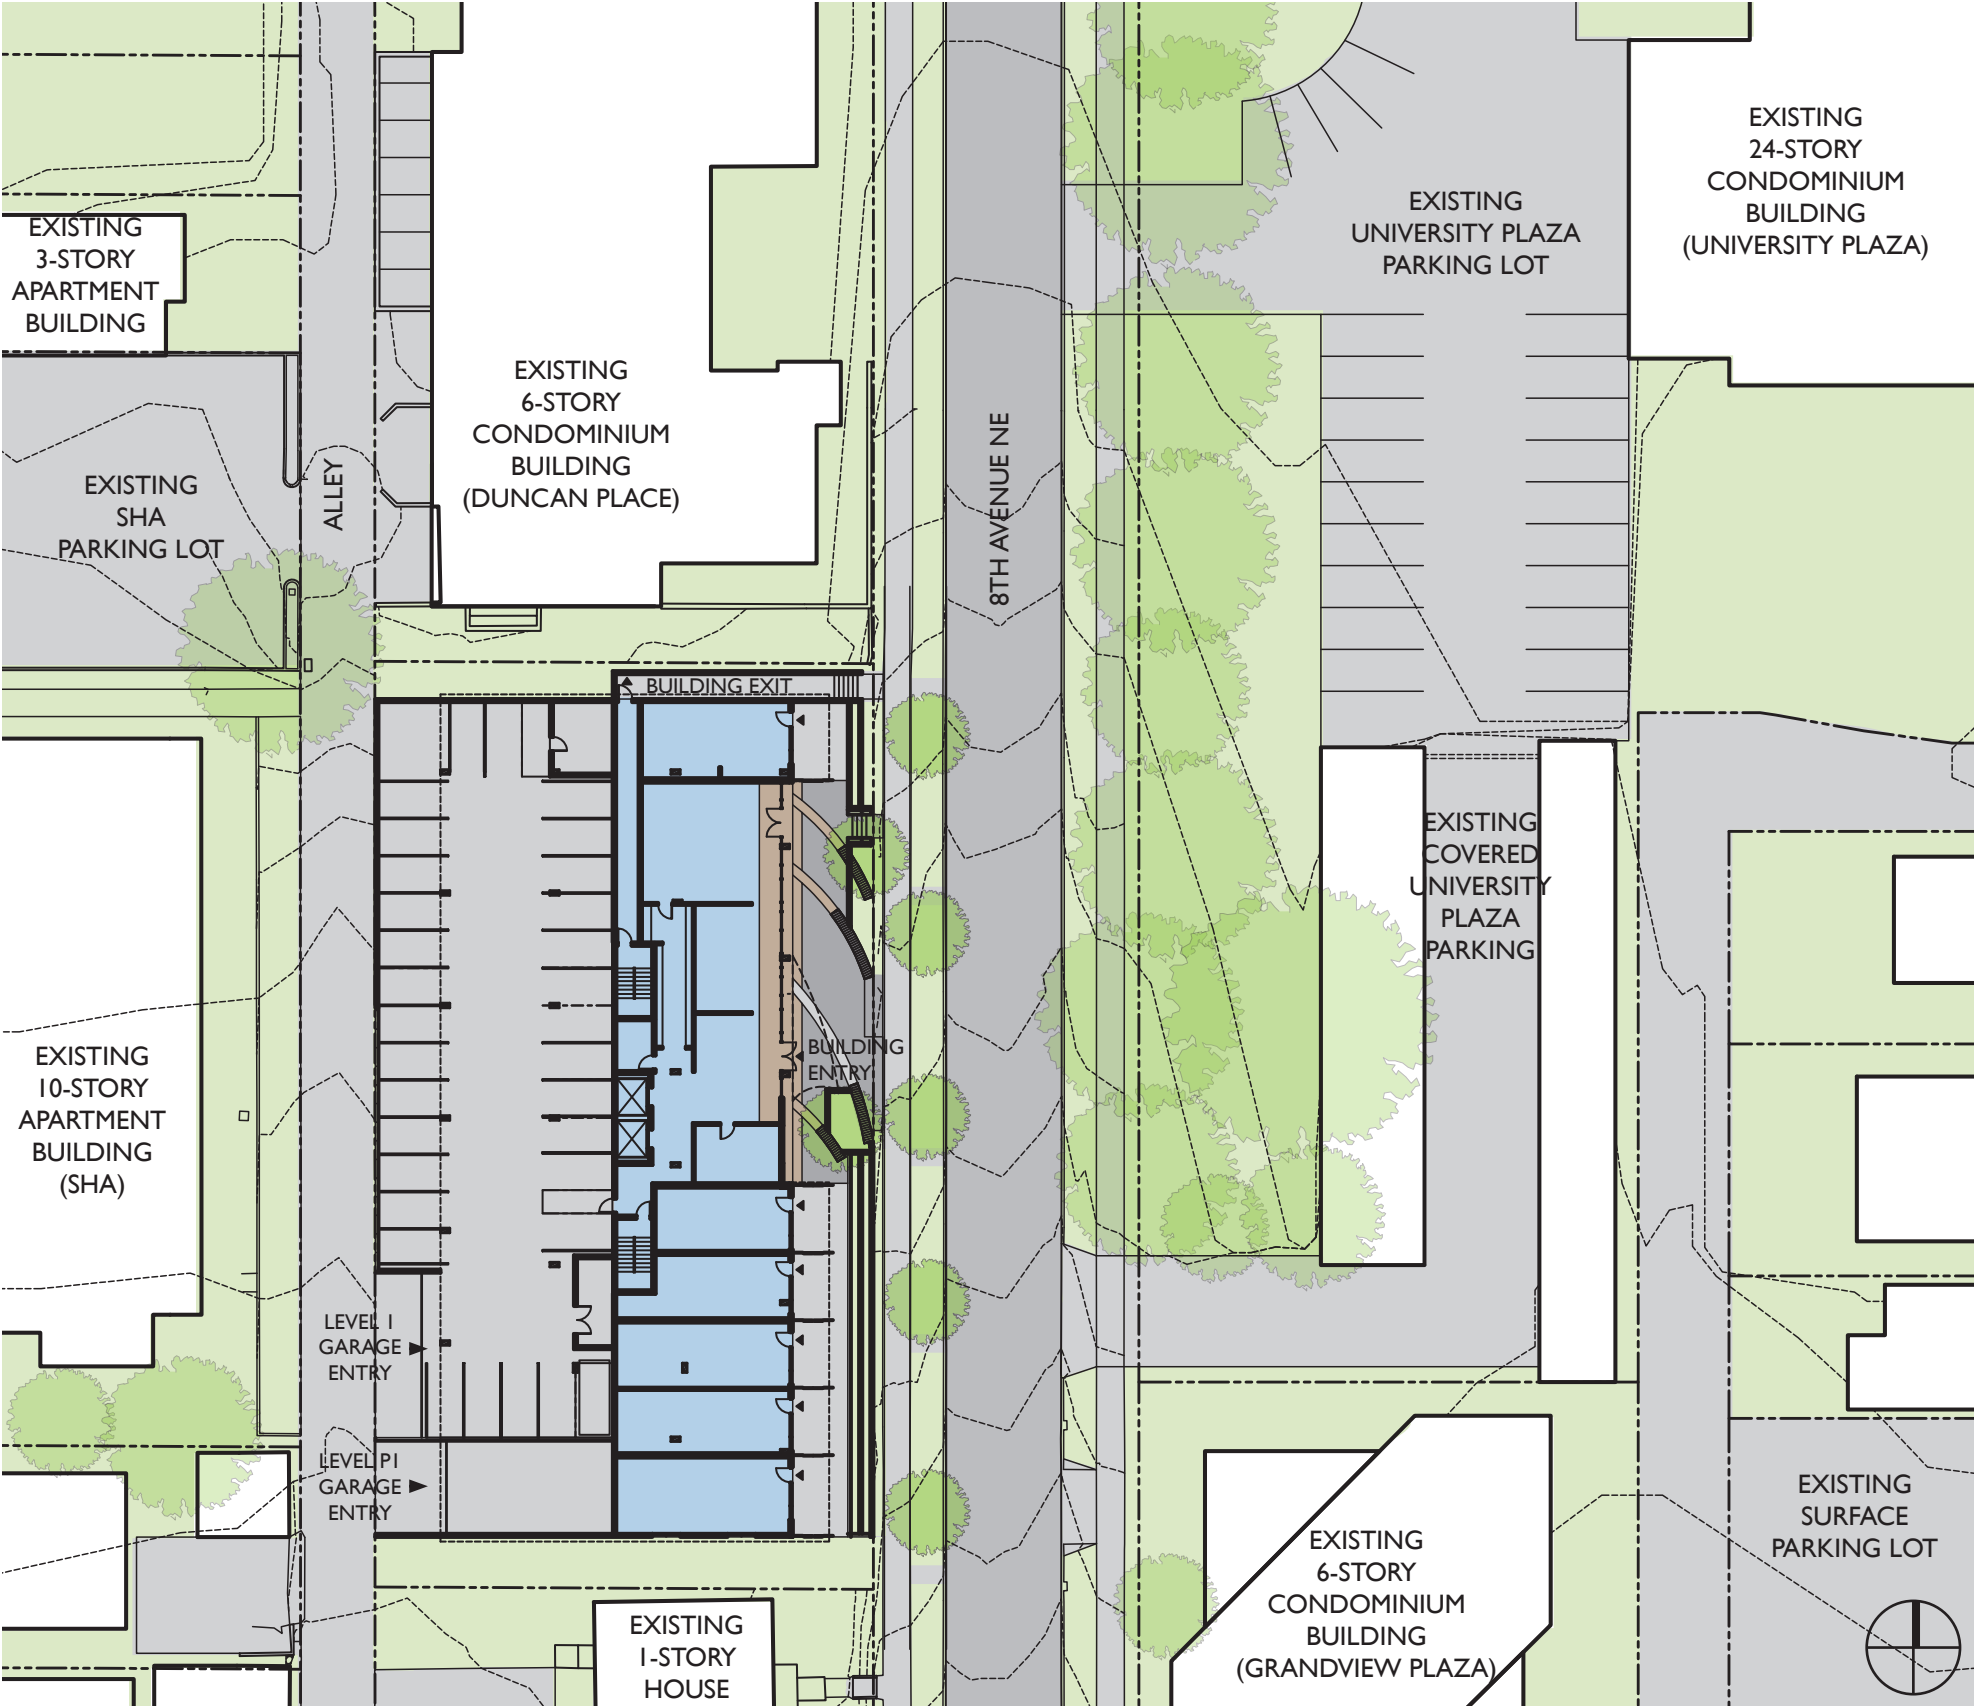 EXISTING
24-STORY
CONDOMINIUM
BUILDING
(UNIVERSITY PLAZA)
EXISTING
UNIVERSITY PLAZA
PARKING LOT
EXISTING
3-STORY
APARTMENT
BUILDING
EXISTING
6-STORY
CONDOMINIUM
BUILDING
(DUNCAN PLACE)
8TH AVENUE NE
ALLEY
EXISTING
SHA
PARKING LOT
BUILDING EXIT
EXISTING
COVERED
UNIVERSITY
PLAZA
PARKING
BUILDING
ENTRY
EXISTING
10-STORY
APARTMENT
BUILDING
(SHA)
LEVEL 1
GARAGE
ENTRY
LEVEL P1
GARAGE
ENTRY
EXISTING
SURFACE
PARKING LOT
EXISTING
6-STORY
CONDOMINIUM
BUILDING
(GRANDVIEW PLAZA)
EXISTING
1-STORY
HOUSE